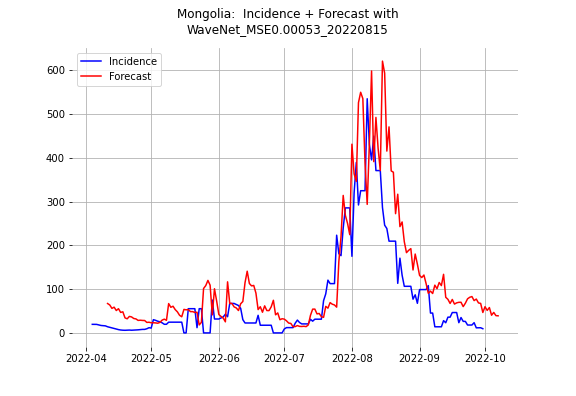 Mongolia:  Incidence + Forecast with
WaveNet_MSE0.00053_20220815
Incidence
Forecast
600
500
400
300
200
100
0
2022-04 2022-05 2022-06 2022-07 2022-08 2022-09 2022-10